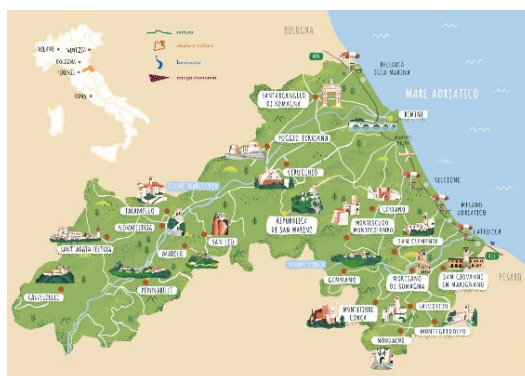 BOLOGNA
MILANO
VENEZIA
BOLOGNA
FIRENZE
ROMA
natura
storia e cultura
benessere
enogastronomia
BELLARIA
IGEA MARINA
MARE ADRIATICO
SANTARCANGELO
DI ROMAGNA
RIMINI
POGGIO TORRIANA
VERUCCHIO
FIUME MARECCHIA
RICCIONE
TALAMELLO
NOVAFELTRIA
SANT'AGATA FELTRIA
MAIOLO
SAN LEO
REPUBBLICA
DI SAN MARINO
CORIANO
MONTESCUDO
MONTECOLOMBO
MISANO
ADRIATICO
CATTOLICA
SAN CLEMENTE
FIUME CONCA
PENNABILLI
CASTELDELCI
GEMMANO
MORCIANO
DI ROMAGNA
SAN GIOVANNI
IN MARIGNANO
PESARO
MONTEFIORE
CONCA
SALUDECIO
MONTEGRIDOLFO
MONDAINO